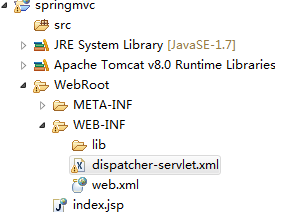 springmvc
src
JRE System Library [JavaSE-1.7]
Apache Tomcat v8.0 Runtime Libraries
WebRoot
META-INF
WEB-INF
lib
dispatcher-servlet.xml
web.xml
index.jsp